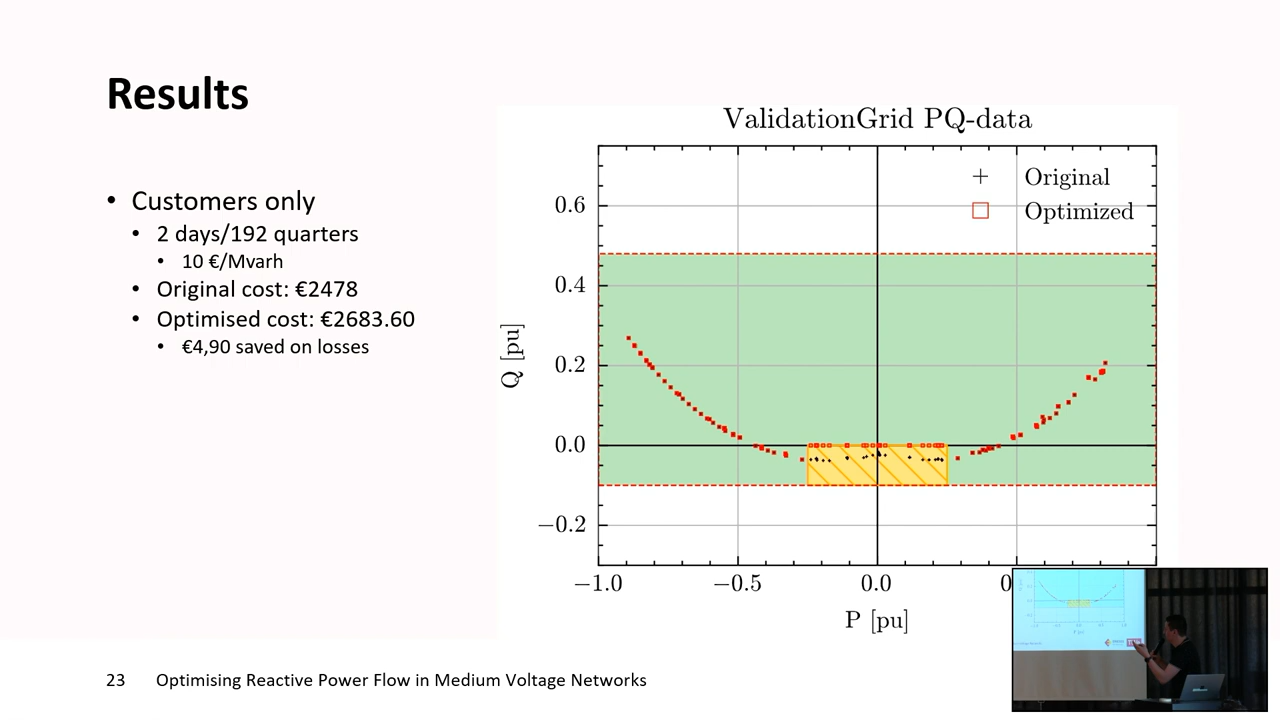 Results
• Customers only
• 2 days/192 quarters
• 10 €/Mvarh
• Original cost: €2478
• Optimised cost: €2683.60
• €4,90 saved on losses
ValidationGrid PQ-data
Original
Optimized
0.6
0.4
0.2
0.0
−0.2
Q [pu]
−1.0 −0.5 0.0 0
P [pu]
23 Optimising Reactive Power Flow in Medium Voltage Networks